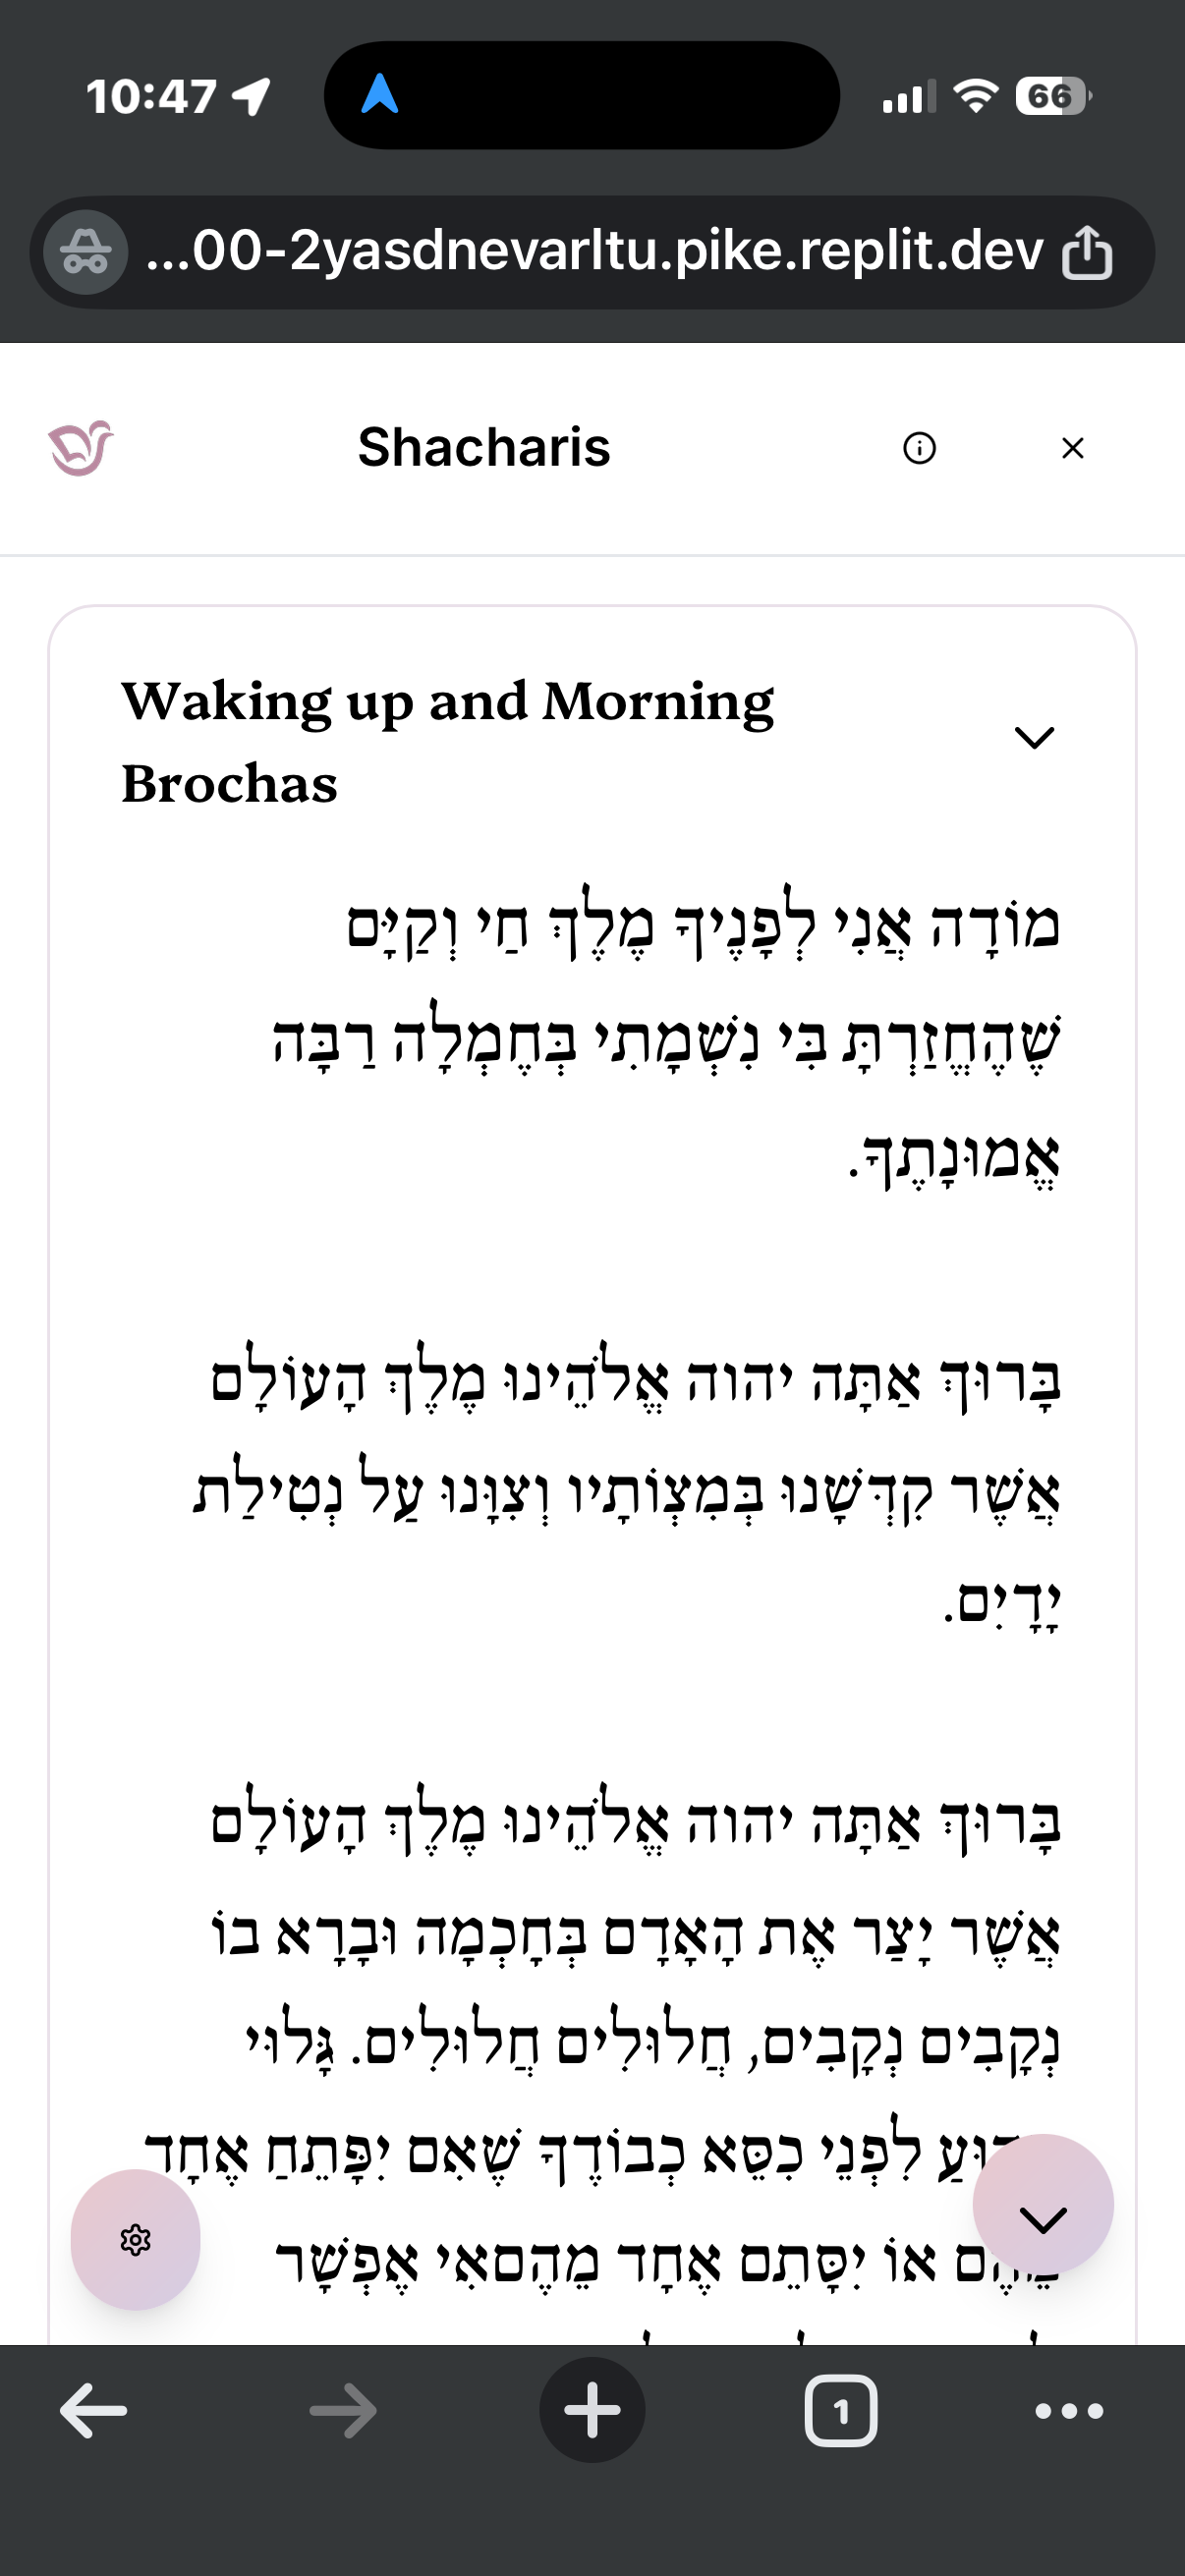 10:47
66
...00-2yasdnevarltu.pike.replit.dev
Shacharis
Waking up and Morning
Brochas
מוֹדָה אֲנִי לְפָנֶיךָ מֶלֶךְ חַי וְקַיָּם
שֶׁהֶחֱזַרְתָּ בִּי נִשְׁמָתִי בְּחֶמְלָה רַבָּה
אֱמוּנָתֶךָ.
בָּרוּךְ אַתָּה יהוה אֱלֹהֵינוּ מֶלֶךְ הָעוֹלָם
אֲשֶׁר קִדְּשָׁנוּ בְּמִצְוֹתָיו וְצִוָּנוּ עַל נְטִילַת
יָדָיִם.
בָּרוּךְ אַתָּה יהוה אֱלֹהֵינוּ מֶלֶךְ הָעוֹלָם
אֲשֶׁר יָצַר אֶת הָאָדָם בְּחָכְמָה וּבָרָא בוֹ
נְקָבִים נְקָבִים, חֲלוּלִים חֲלוּלִים. גָּלוּי
לִפְנֵי כִסֵּא כְבוֹדֶךָ שֶׁאִם יִפָּתֵחַ אֶחָד
מֵהֶם אוֹ יִסָּתֵם אֶחָד מֵהֶםאִי אֶפְשָׁר
1